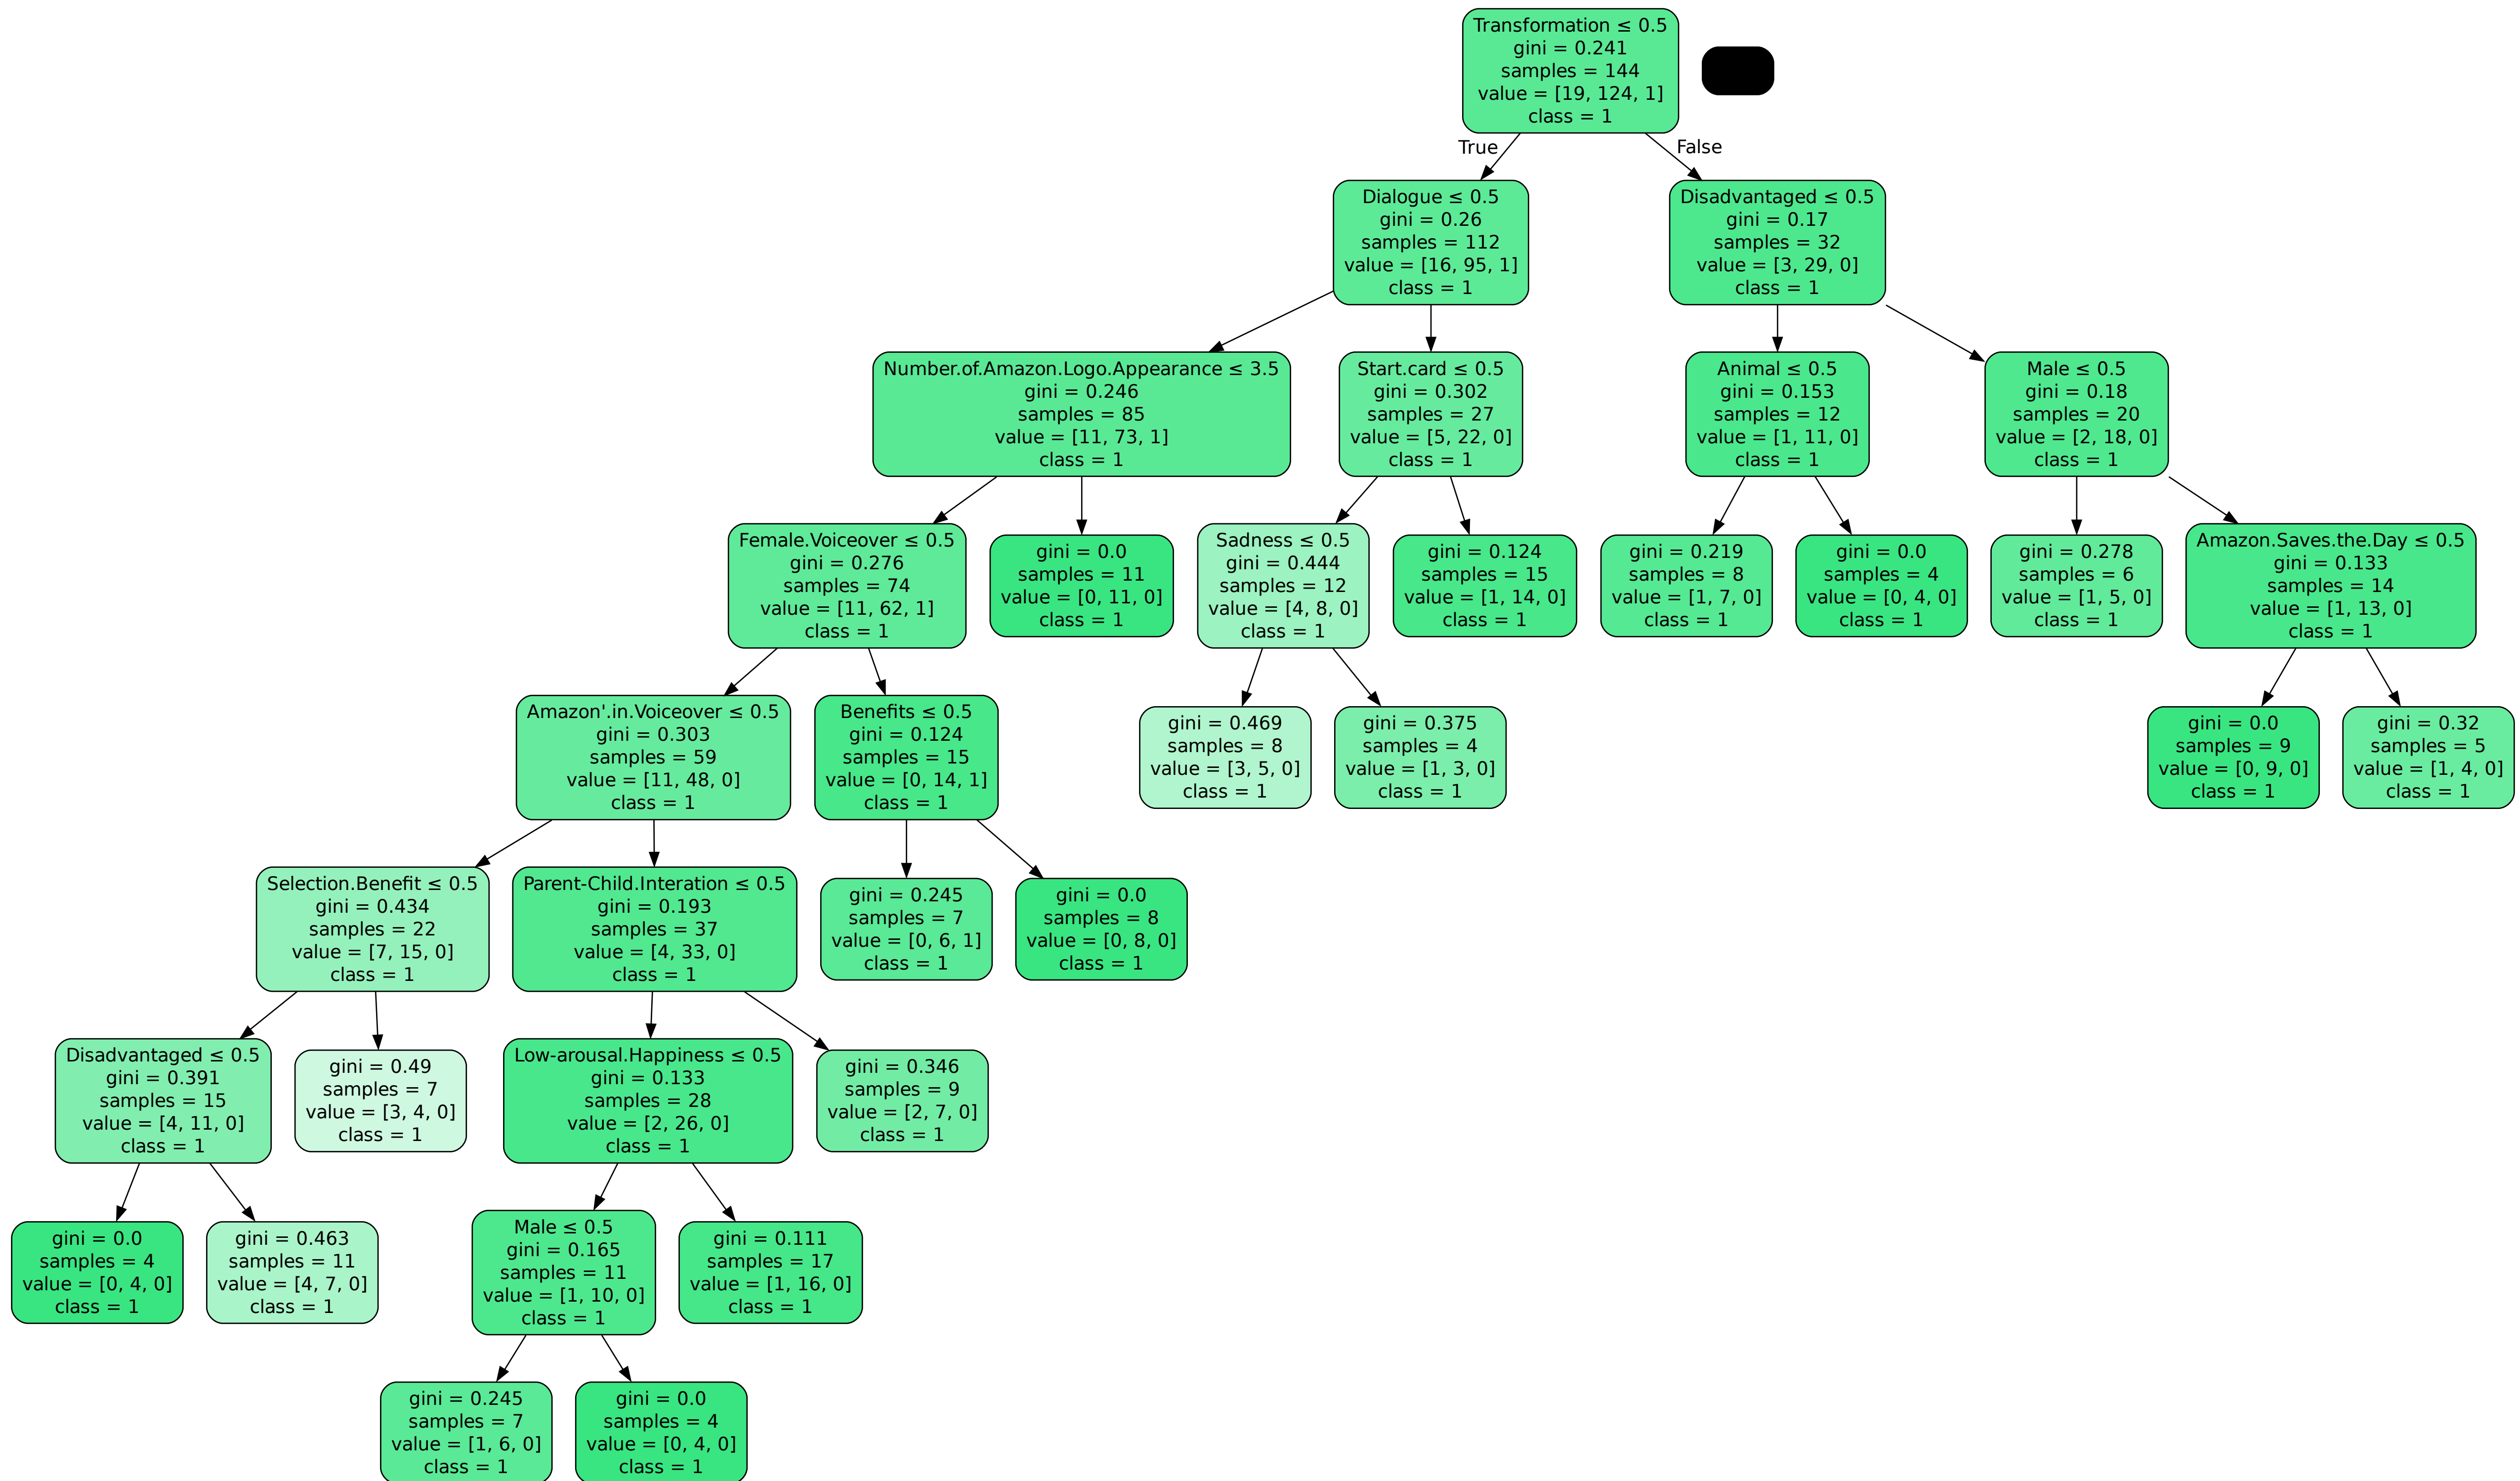 Transformation ≤ 0.5
gini = 0.241
samples = 144
value = [19, 124, 1]
class = 1
True
False
Dialogue ≤ 0.5
gini = 0.26
samples = 112
value = [16, 95, 1]
class = 1
Disadvantaged ≤ 0.5
gini = 0.17
samples = 32
value = [3, 29, 0]
class = 1
Number.of.Amazon.Logo.Appearance ≤ 3.5
gini = 0.246
samples = 85
value = [11, 73, 1]
class = 1
Start.card ≤ 0.5
gini = 0.302
samples = 27
value = [5, 22, 0]
class = 1
Animal ≤ 0.5
gini = 0.153
samples = 12
value = [1, 11, 0]
class = 1
Male ≤ 0.5
gini = 0.18
samples = 20
value = [2, 18, 0]
class = 1
Female.Voiceover ≤ 0.5
gini = 0.276
samples = 74
value = [11, 62, 1]
class = 1
gini = 0.0
samples = 11
value = [0, 11, 0]
class = 1
Sadness ≤ 0.5
gini = 0.444
samples = 12
value = [4, 8, 0]
class = 1
gini = 0.124
samples = 15
value = [1, 14, 0]
class = 1
gini = 0.219
samples = 8
value = [1, 7, 0]
class = 1
gini = 0.0
samples = 4
value = [0, 4, 0]
class = 1
gini = 0.278
samples = 6
value = [1, 5, 0]
class = 1
Amazon.Saves.the.Day ≤ 0.5
gini = 0.133
samples = 14
value = [1, 13, 0]
class = 1
Amazon'.in.Voiceover ≤ 0.5
gini = 0.303
samples = 59
value = [11, 48, 0]
class = 1
Benefits ≤ 0.5
gini = 0.124
samples = 15
value = [0, 14, 1]
class = 1
gini = 0.469
samples = 8
value = [3, 5, 0]
class = 1
gini = 0.375
samples = 4
value = [1, 3, 0]
class = 1
gini = 0.0
samples = 9
value = [0, 9, 0]
class = 1
gini = 0.32
samples = 5
value = [1, 4, 0]
class = 1
Selection.Benefit ≤ 0.5
gini = 0.434
samples = 22
value = [7, 15, 0]
class = 1
Parent-Child.Interation ≤ 0.5
gini = 0.193
samples = 37
value = [4, 33, 0]
class = 1
gini = 0.245
samples = 7
value = [0, 6, 1]
class = 1
gini = 0.0
samples = 8
value = [0, 8, 0]
class = 1
Disadvantaged ≤ 0.5
gini = 0.391
samples = 15
value = [4, 11, 0]
class = 1
gini = 0.49
samples = 7
value = [3, 4, 0]
class = 1
Low-arousal.Happiness ≤ 0.5
gini = 0.133
samples = 28
value = [2, 26, 0]
class = 1
gini = 0.346
samples = 9
value = [2, 7, 0]
class = 1
gini = 0.0
samples = 4
value = [0, 4, 0]
class = 1
gini = 0.463
samples = 11
value = [4, 7, 0]
class = 1
Male ≤ 0.5
gini = 0.165
samples = 11
value = [1, 10, 0]
class = 1
gini = 0.111
samples = 17
value = [1, 16, 0]
class = 1
gini = 0.245
samples = 7
value = [1, 6, 0]
class = 1
gini = 0.0
samples = 4
value = [0, 4, 0]
class = 1